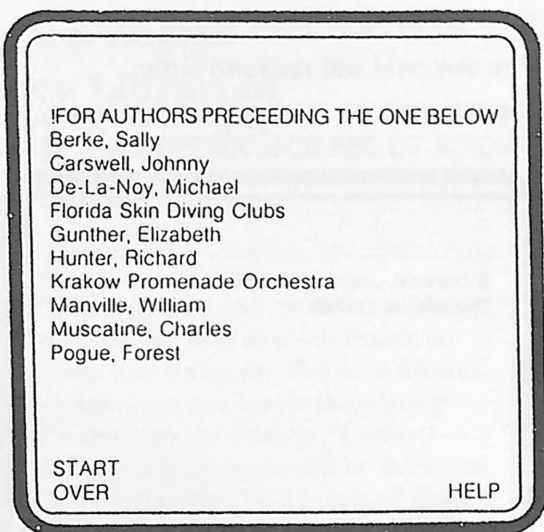 !FOR AUTHORS PRECEEDING THE ONE BELOW
Berke, Sally
Carswell, Johnny
De-La-Noy, Michael
Florida Skin Diving Clubs
Gunther, Elizabeth
Hunter, Richard
Krakow Promenade Orchestra
Manville, William
Muscatine, Charles
Pogue, Forest
START
OVER
HELP